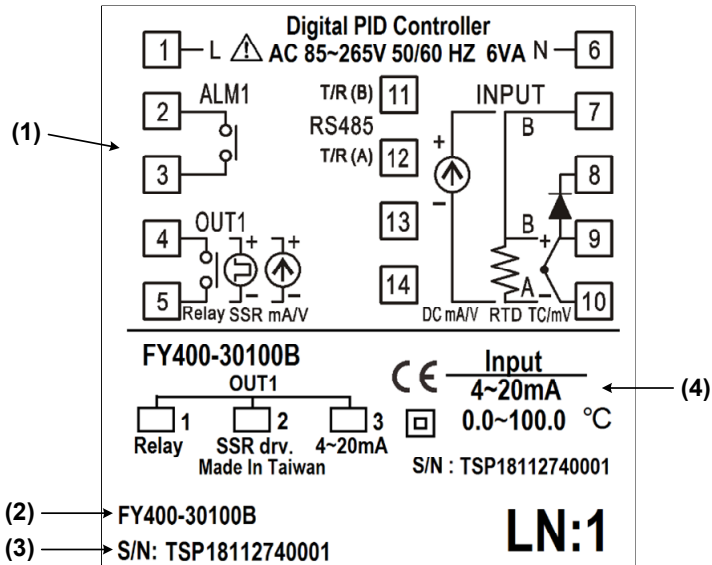 Digital PID Controller
1 L ⚠ AC 85~265V 50/60 HZ 6VA N 6
2 ALM1 T/R (B) 11 INPUT 7
(1) RS485 + B
3 T/R (A) 12 8
–
4 OUT1 13 B + 9
+ +
– – 14 A – 10
5 Relay SSR mA/V DC mA/V RTD TC/mV
FY400-30100B CE Input
OUT1 4~20mA (4)
1 2 3 0.0~100.0 °C
Relay SSR drv. 4~20mA
Made In Taiwan S/N : TSP18112740001
(2) FY400-30100B LN:1
(3) S/N: TSP18112740001